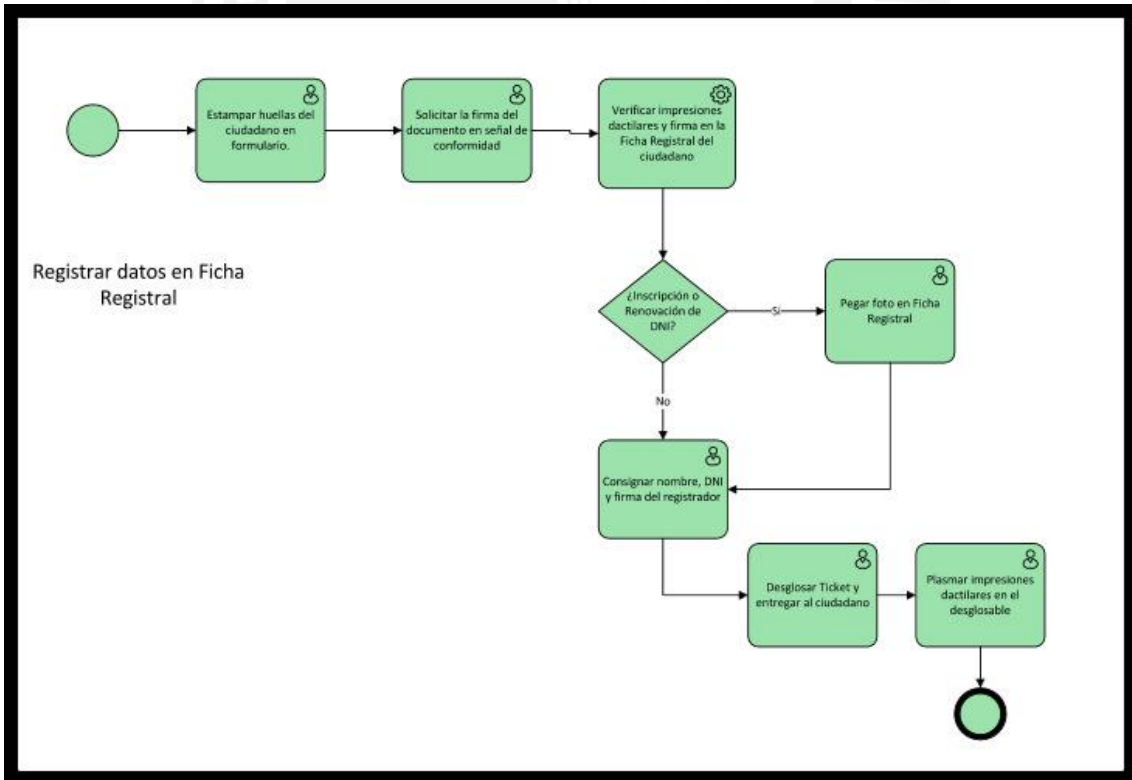 Estampar huellas del
ciudadano en
formulario.
Solicitar la firma del
documento en señal de
conformidad
Verificar impresiones
dactilares y firma en la
Ficha Registral del
ciudadano
Registrar datos en Ficha
Registral
¿Inscripción o
Renovación de
DNI?
Si
Pegar foto en Ficha
Registral
No
Consignar nombre, DNI
y firma del registrador
Desglosar Ticket y
entregar al ciudadano
Plasmar impresiones
dactilares en el
desglosable